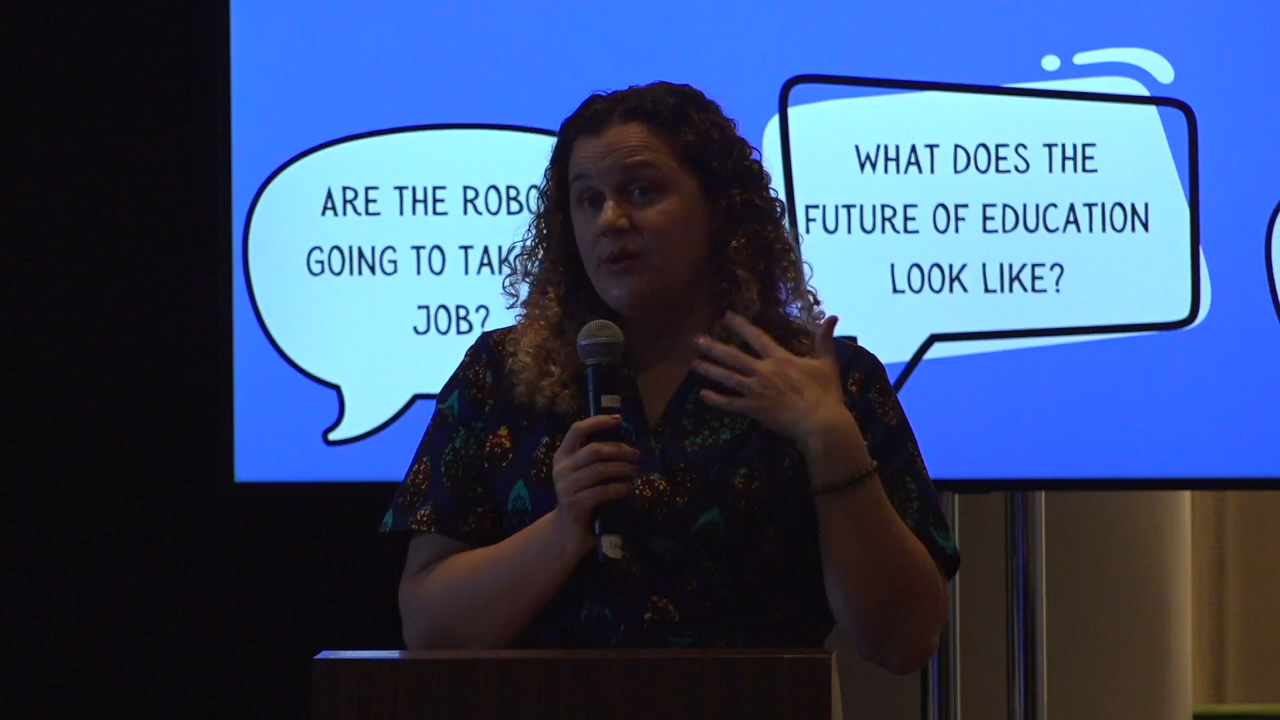 ARE THE
GOING TO
JOB?
WHAT DOES THE
FUTURE OF EDUCATION
LOOK LIKE?